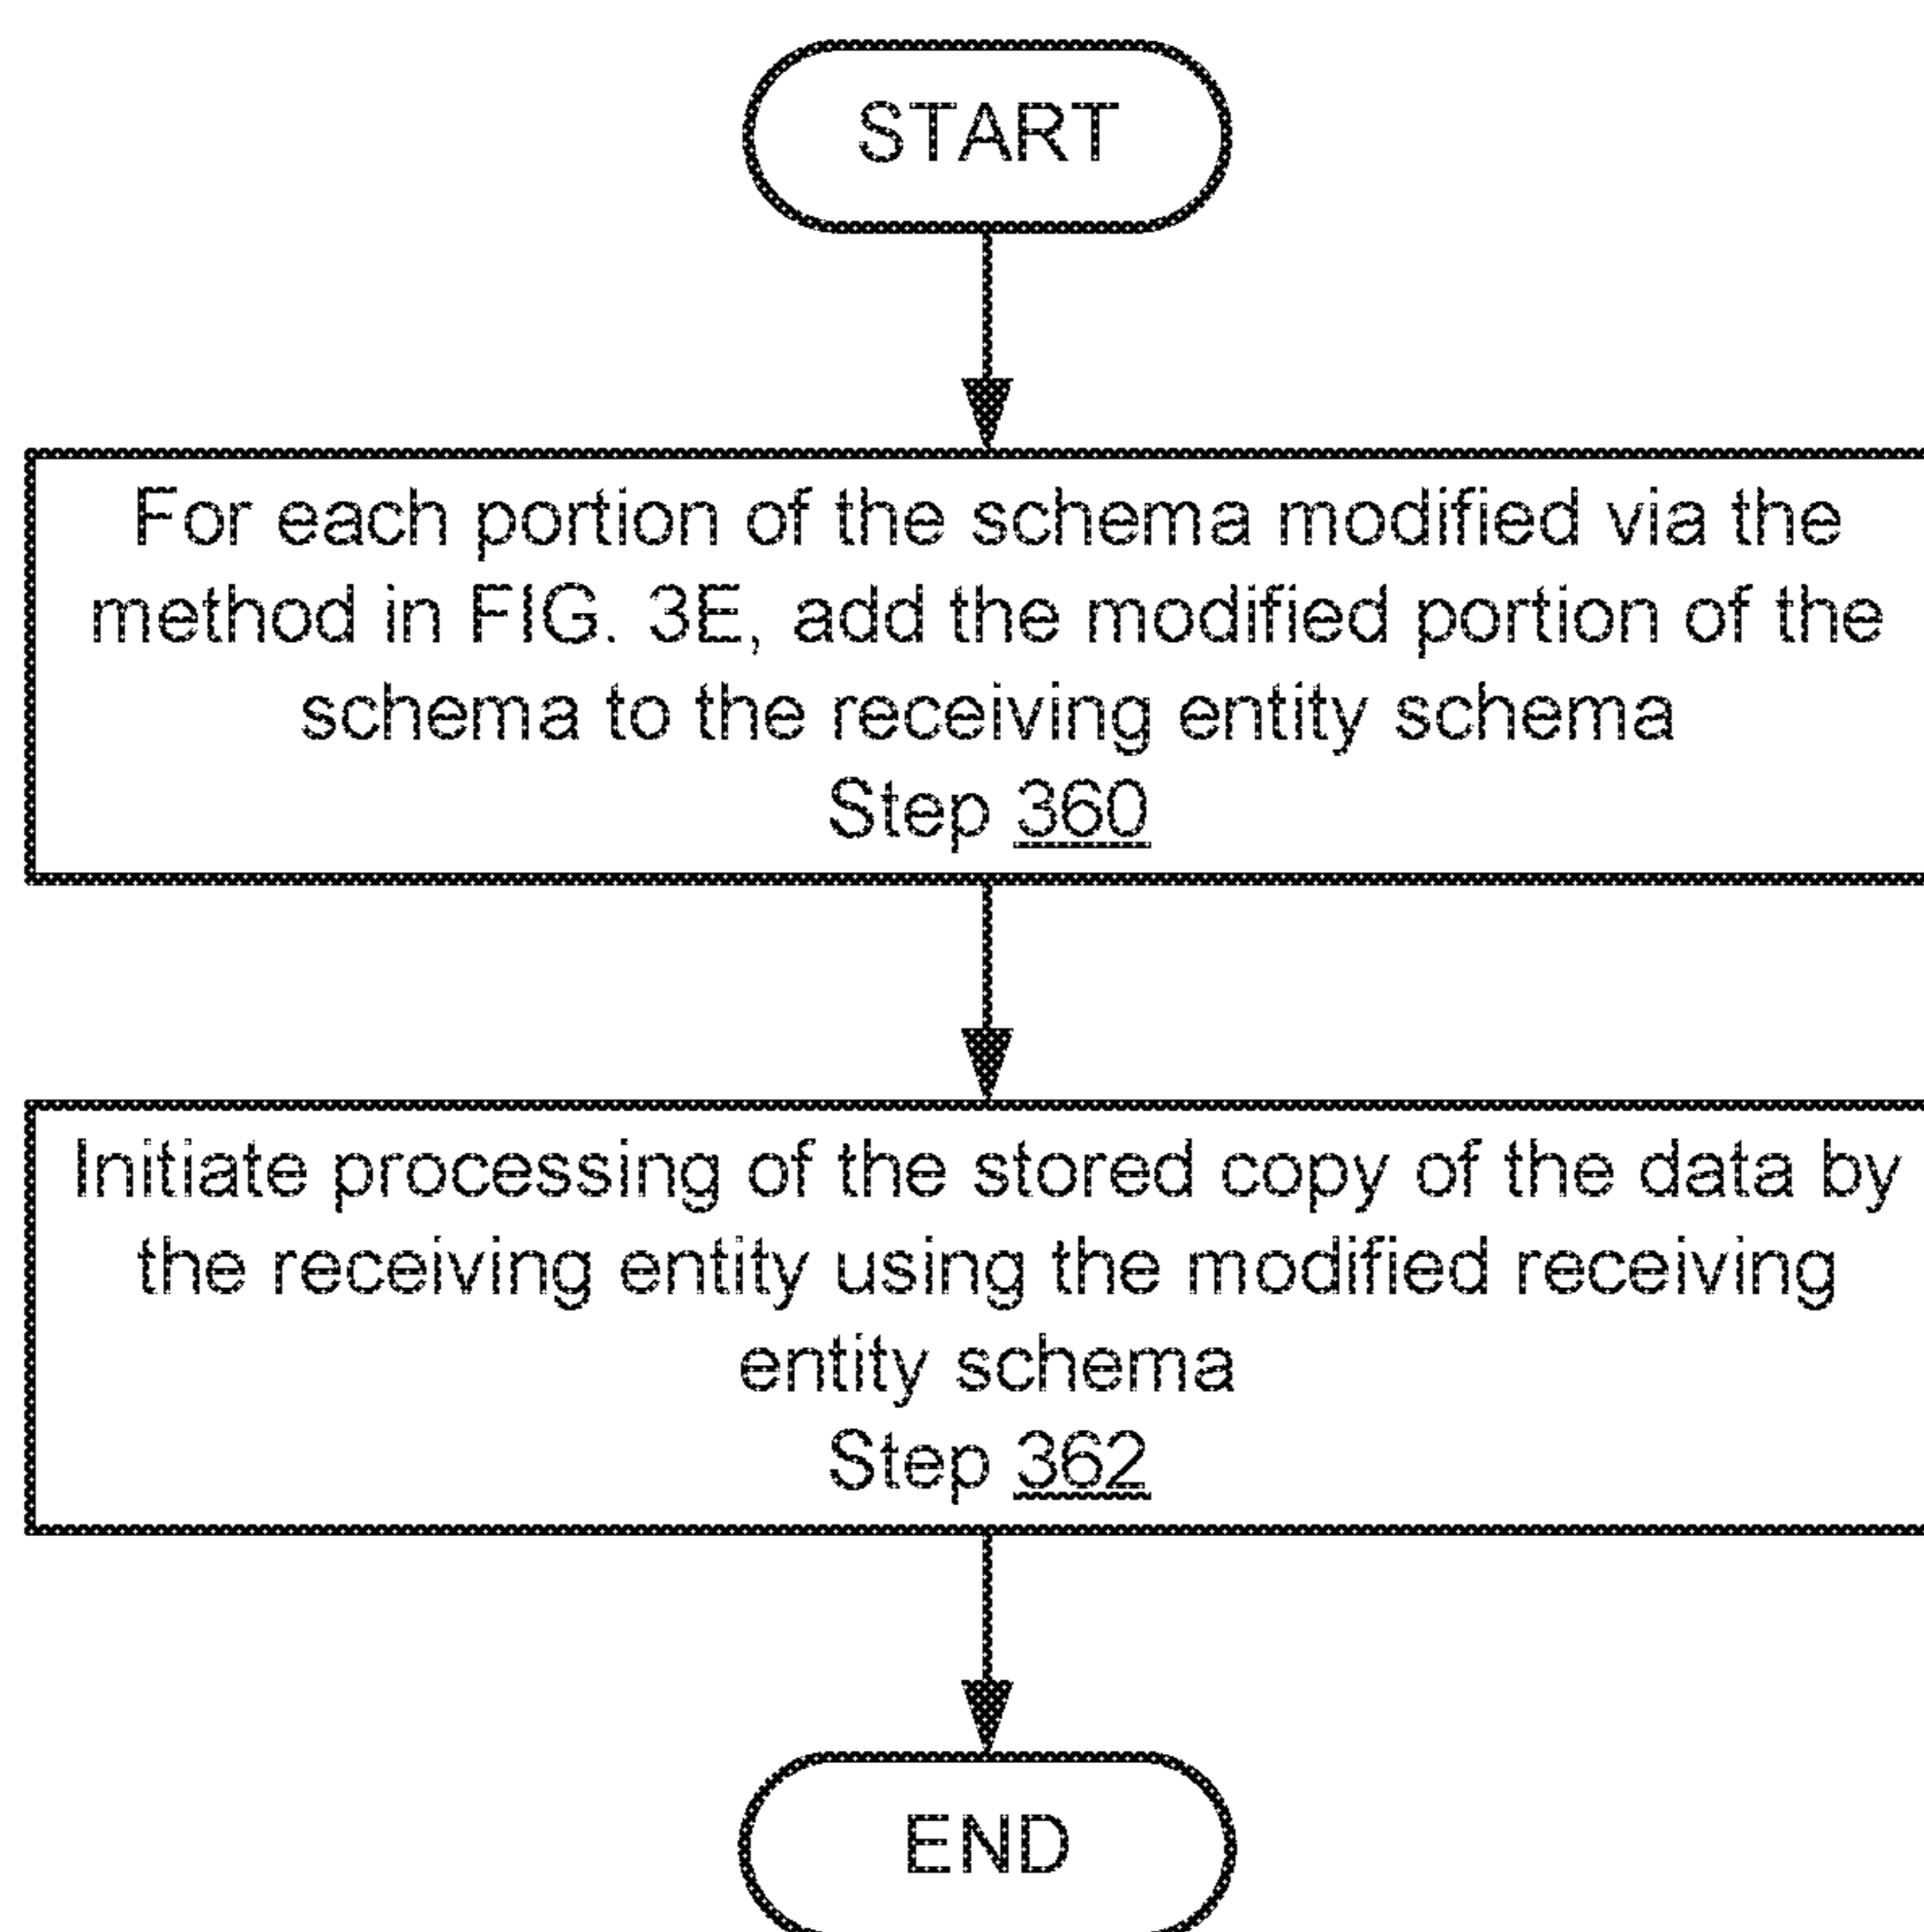 START
For each portion of the schema modified via the
method in FIG. 3E, add the modified portion of the
schema to the receiving entity schema
Step 360
Initiate processing of the stored copy of the data by
the receiving entity using the modified receiving
entity schema
Step 362
END